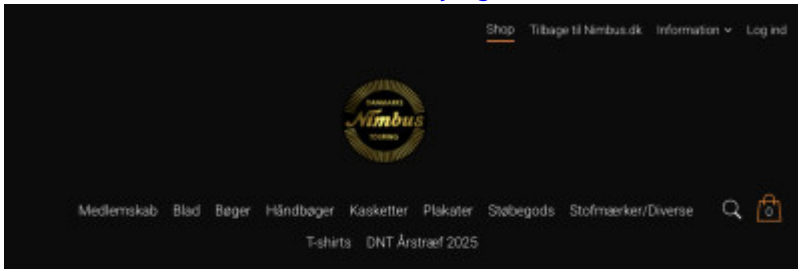 Shop Tilbage til Nimbus.dk Information Log ind
DANMARKS
Nimbus
TOURING
Medlemskab Blad Bøger Håndbøger Kasketter Plakater Støbegods Stofmærker/Diverse 0
T-shirts DNT Årstræf 2025